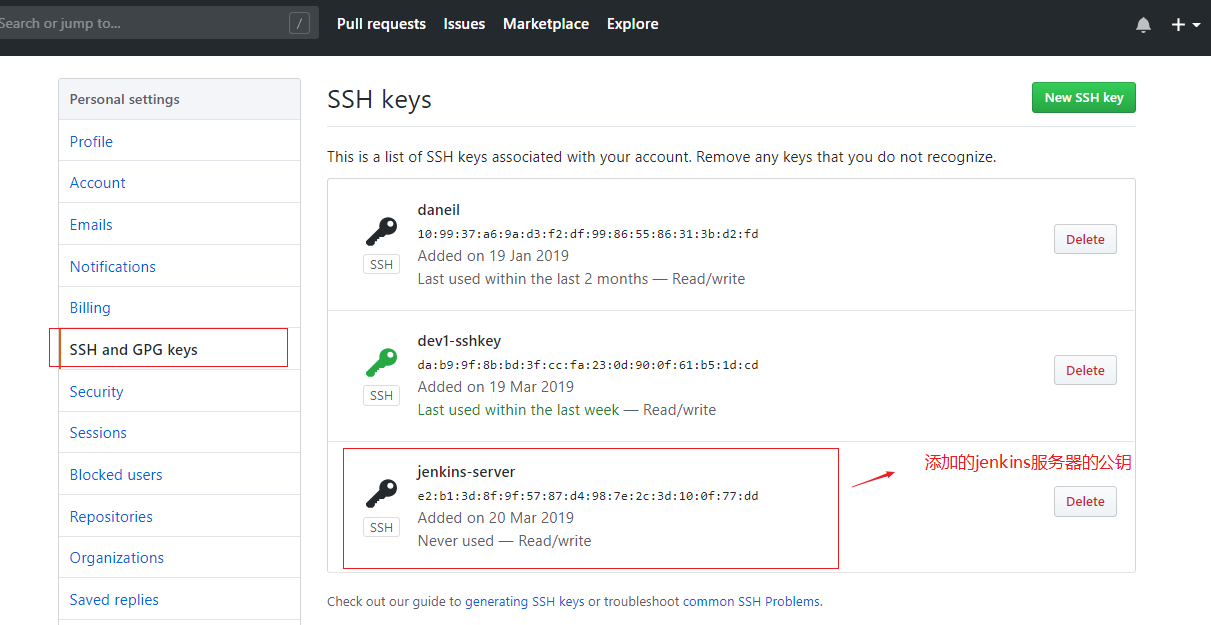 Search or jump to...
/
Pull requests
Issues
Marketplace
Explore
Personal settings
Profile
Account
Emails
Notifications
Billing
SSH and GPG keys
Security
Sessions
Blocked users
Repositories
Organizations
Saved replies
SSH keys
New SSH key
This is a list of SSH keys associated with your account. Remove any keys that you do not recognize.
daneil
10:99:37:a6:9a:d3:f2:df:99:86:55:86:31:3b:d2:fd
Added on 19 Jan 2019
Last used within the last 2 months — Read/write
SSH
Delete
dev1-sshkey
da:b9:9f:8b:bd:3f:cc:fa:23:0d:90:0f:61:b5:1d:cd
Added on 19 Mar 2019
Last used within the last week — Read/write
SSH
Delete
jenkins-server
e2:b1:3d:8f:9f:57:87:d4:98:7e:2c:3d:10:0f:77:dd
Added on 20 Mar 2019
Never used — Read/write
SSH
添加的jenkins服务器的公钥
Delete
Check out our guide to generating SSH keys or troubleshoot common SSH Problems.